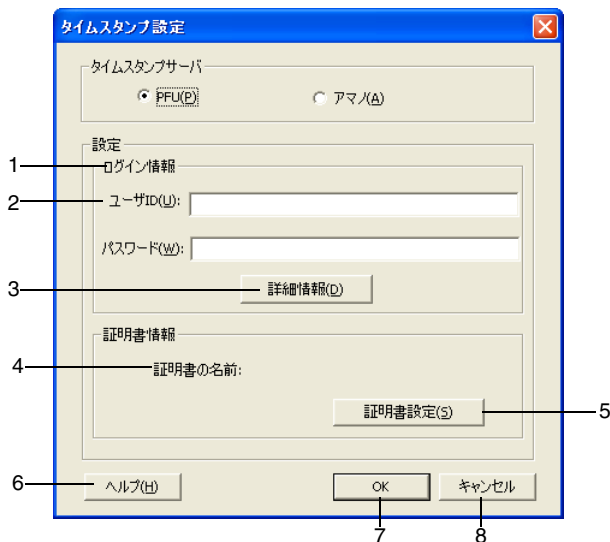 タイムスタンプ設定
タイムスタンプサーバ
PFU(P)
アマノ(A)
設定
1
ログイン情報
2
ユーザID(U):
パスワード(W):
3
詳細情報(D)
証明書情報
4
証明書の名前:
証明書設定(S)
5
6
ヘルプ(H)
OK
キャンセル
7
8